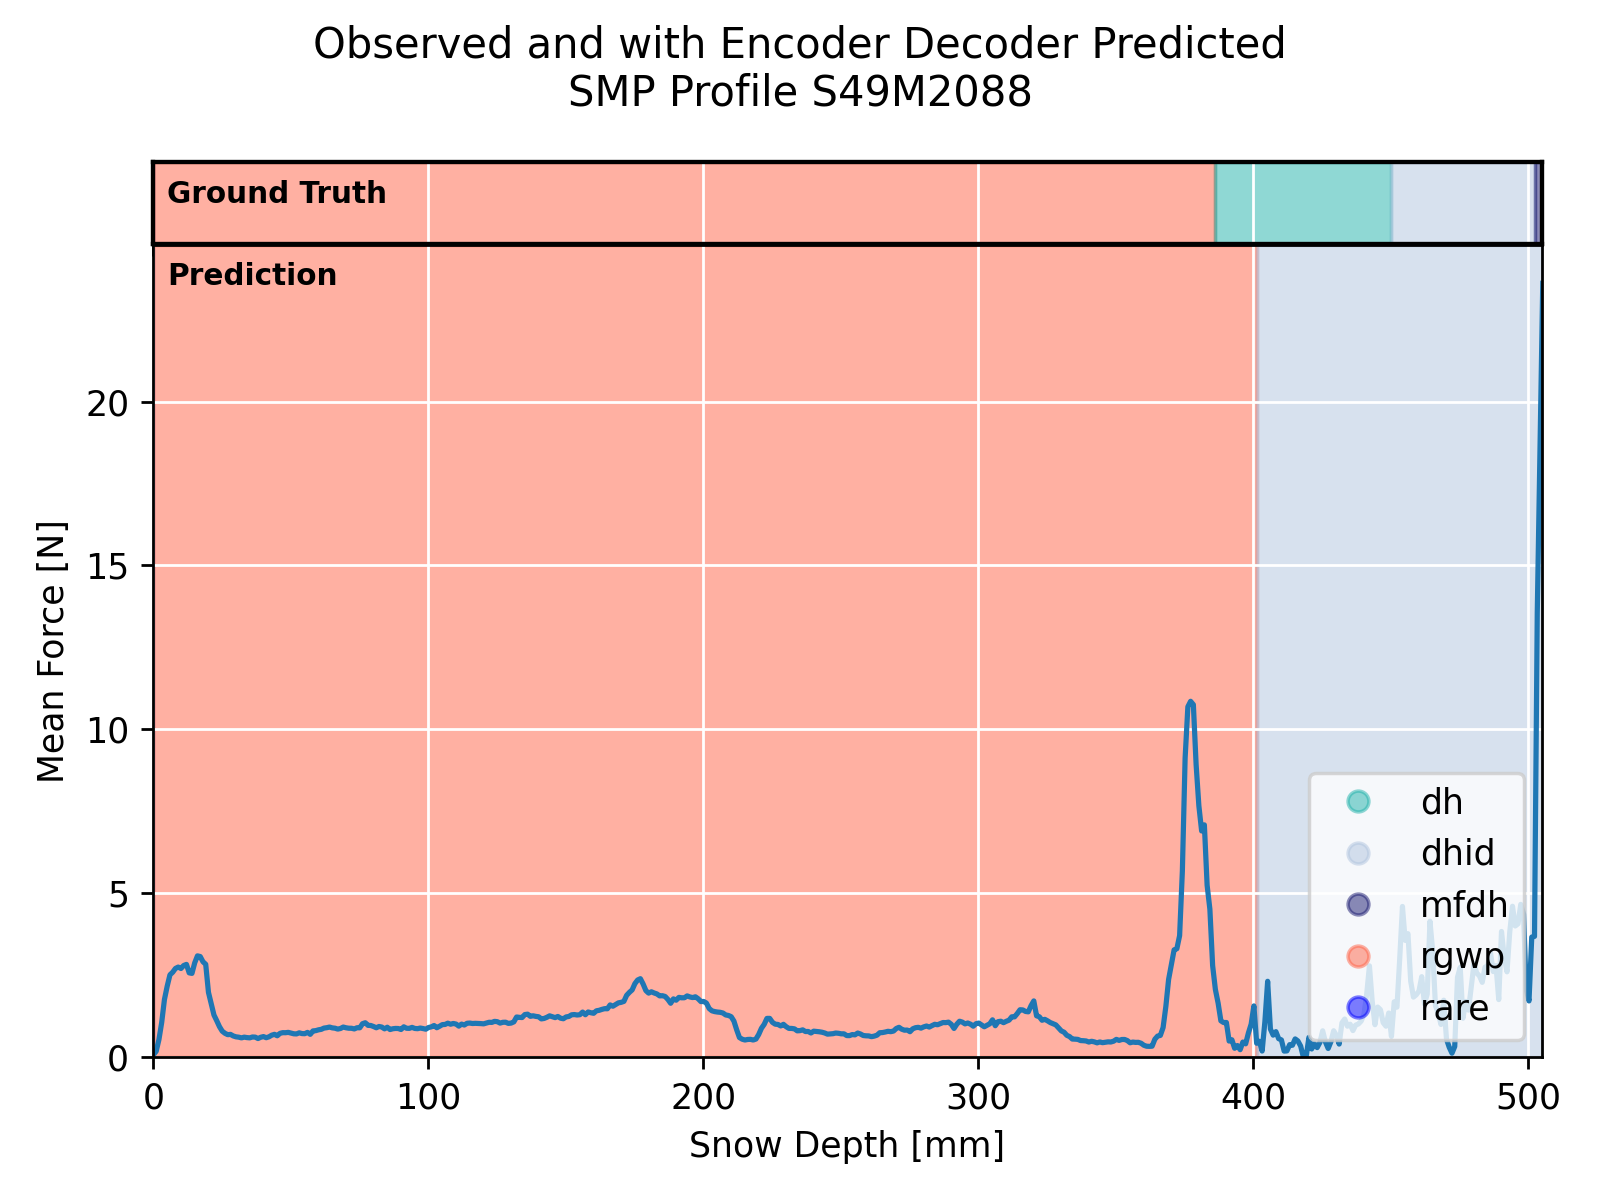 Observed and with Encoder Decoder Predicted
SMP Profile S49M2088
Ground Truth
Prediction
20
15
10
5
0
Mean Force [N]
dh
dhid
mfdh
rgwp
rare
0 100 200 300 400 500
Snow Depth [mm]